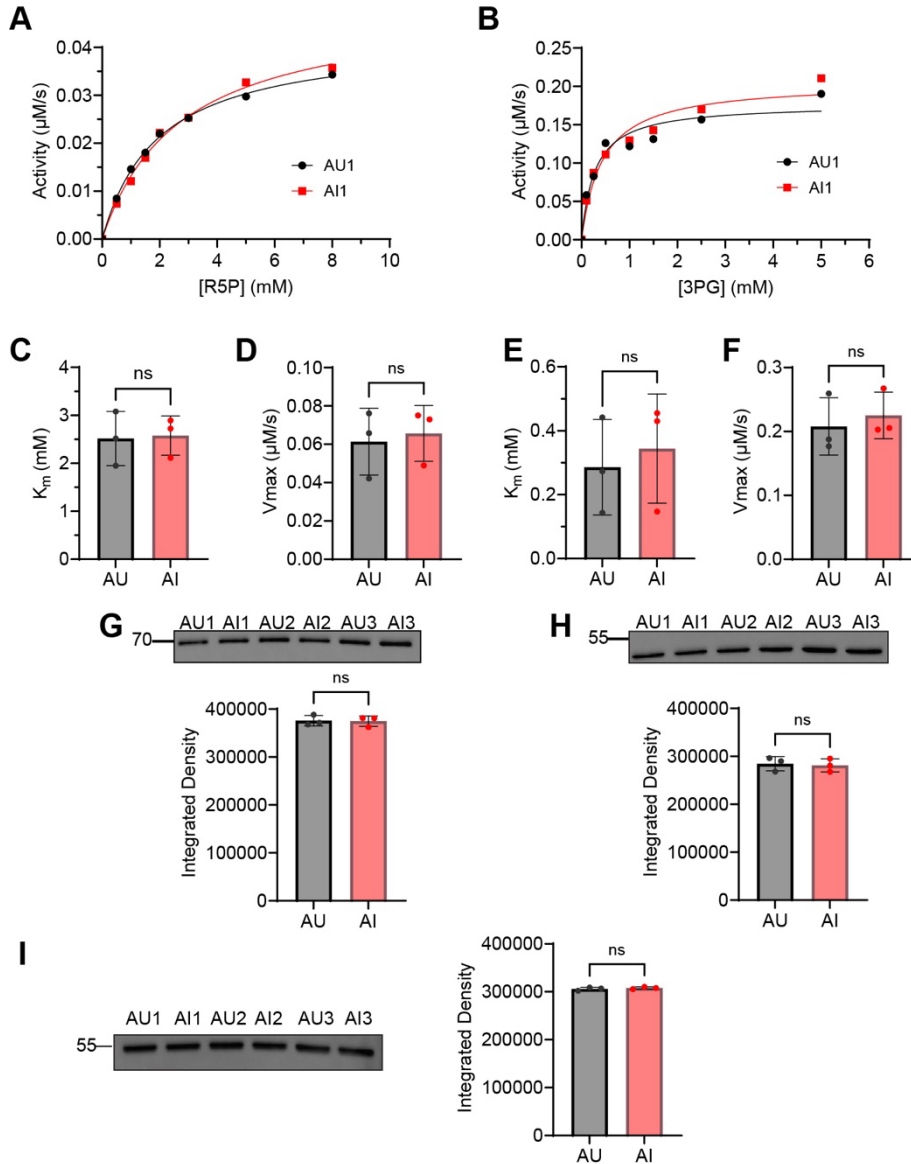 A
Activity (µM/s)
0.04
0.03
0.02
0.01
0.00
0 2 4 6 8 10
[R5P] (mM)
AU1
AI1
B
Activity (µM/s)
0.25
0.20
0.15
0.10
0.05
0.00
0 1 2 3 4 5 6
[3PG] (mM)
AU1
AI1
C
ns
Km (mM)
4
3
2
1
0
AU AI
D
ns
Vmax (µM/s)
0.10
0.08
0.06
0.04
0.02
0.00
AU AI
E
ns
Km (mM)
0.6
0.4
0.2
0.0
AU AI
F
ns
Vmax (µM/s)
0.3
0.2
0.1
0.0
AU AI
G
AU1 AI1 AU2 AI2 AU3 AI3
70
ns
Integrated Density
400000
300000
200000
100000
0
AU AI
H
AU1 AI1 AU2 AI2 AU3 AI3
55
ns
Integrated Density
400000
300000
200000
100000
0
AU AI
I
AU1 AI1 AU2 AI2 AU3 AI3
55
ns
Integrated Density
400000
300000
200000
100000
0
AU AI